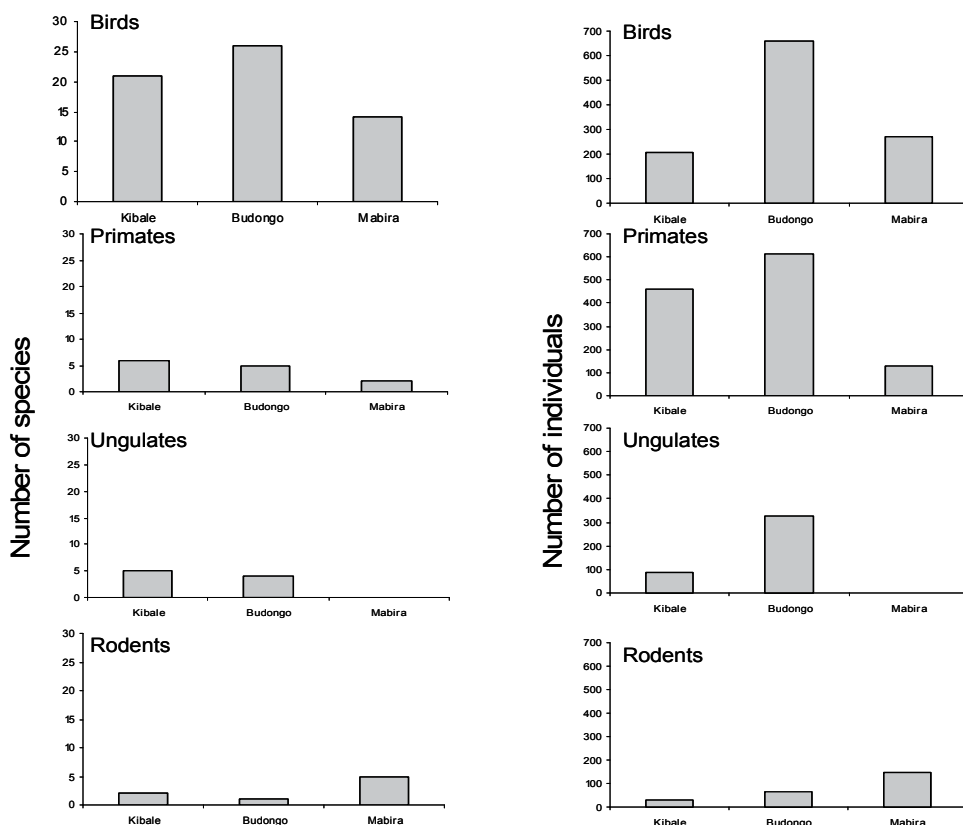 Number of species
Birds
30
25
20
15
10
5
0
Kibale
Budongo
Mabira
Primates
30
25
20
15
10
5
0
Kibale
Budongo
Mabira
Ungulates
30
25
20
15
10
5
0
Kibale
Budongo
Mabira
Rodents
30
25
20
15
10
5
0
Kibale
Budongo
Mabira
Number of individuals
Birds
700
600
500
400
300
200
100
0
Kibale
Budongo
Mabira
Primates
700
600
500
400
300
200
100
0
Kibale
Budongo
Mabira
Ungulates
700
600
500
400
300
200
100
0
Kibale
Budongo
Mabira
Rodents
700
600
500
400
300
200
100
0
Kibale
Budongo
Mabira